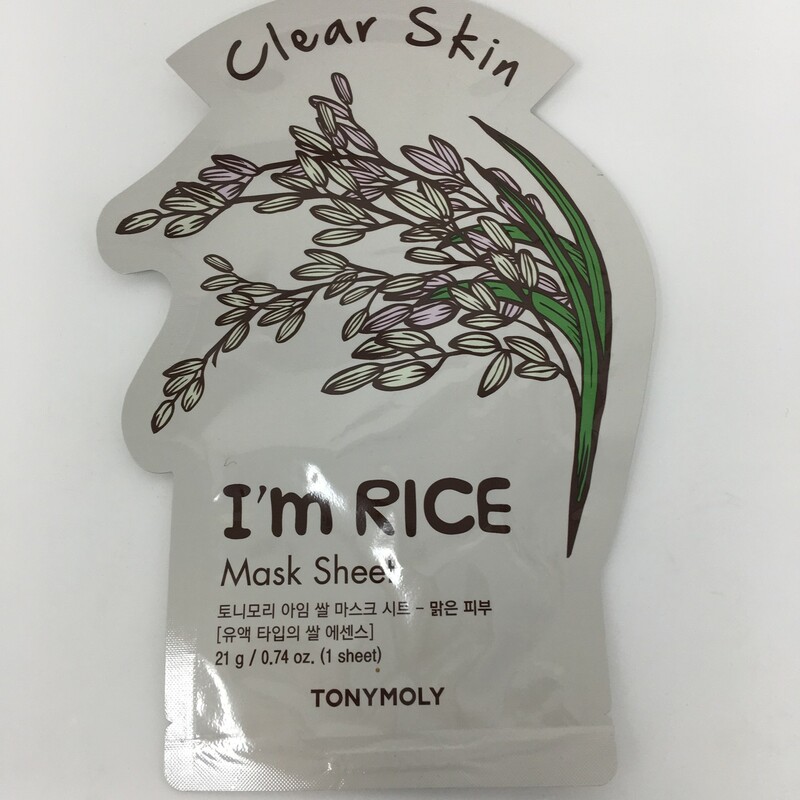 Clear Skin
I'm RICE
Mask Sheet
토니모리 아임 쌀 마스크 시트 - 맑은 피부
[유액 타입의 쌀 에센스]
21 g / 0.74 oz. (1 sheet)
TONYMOLY